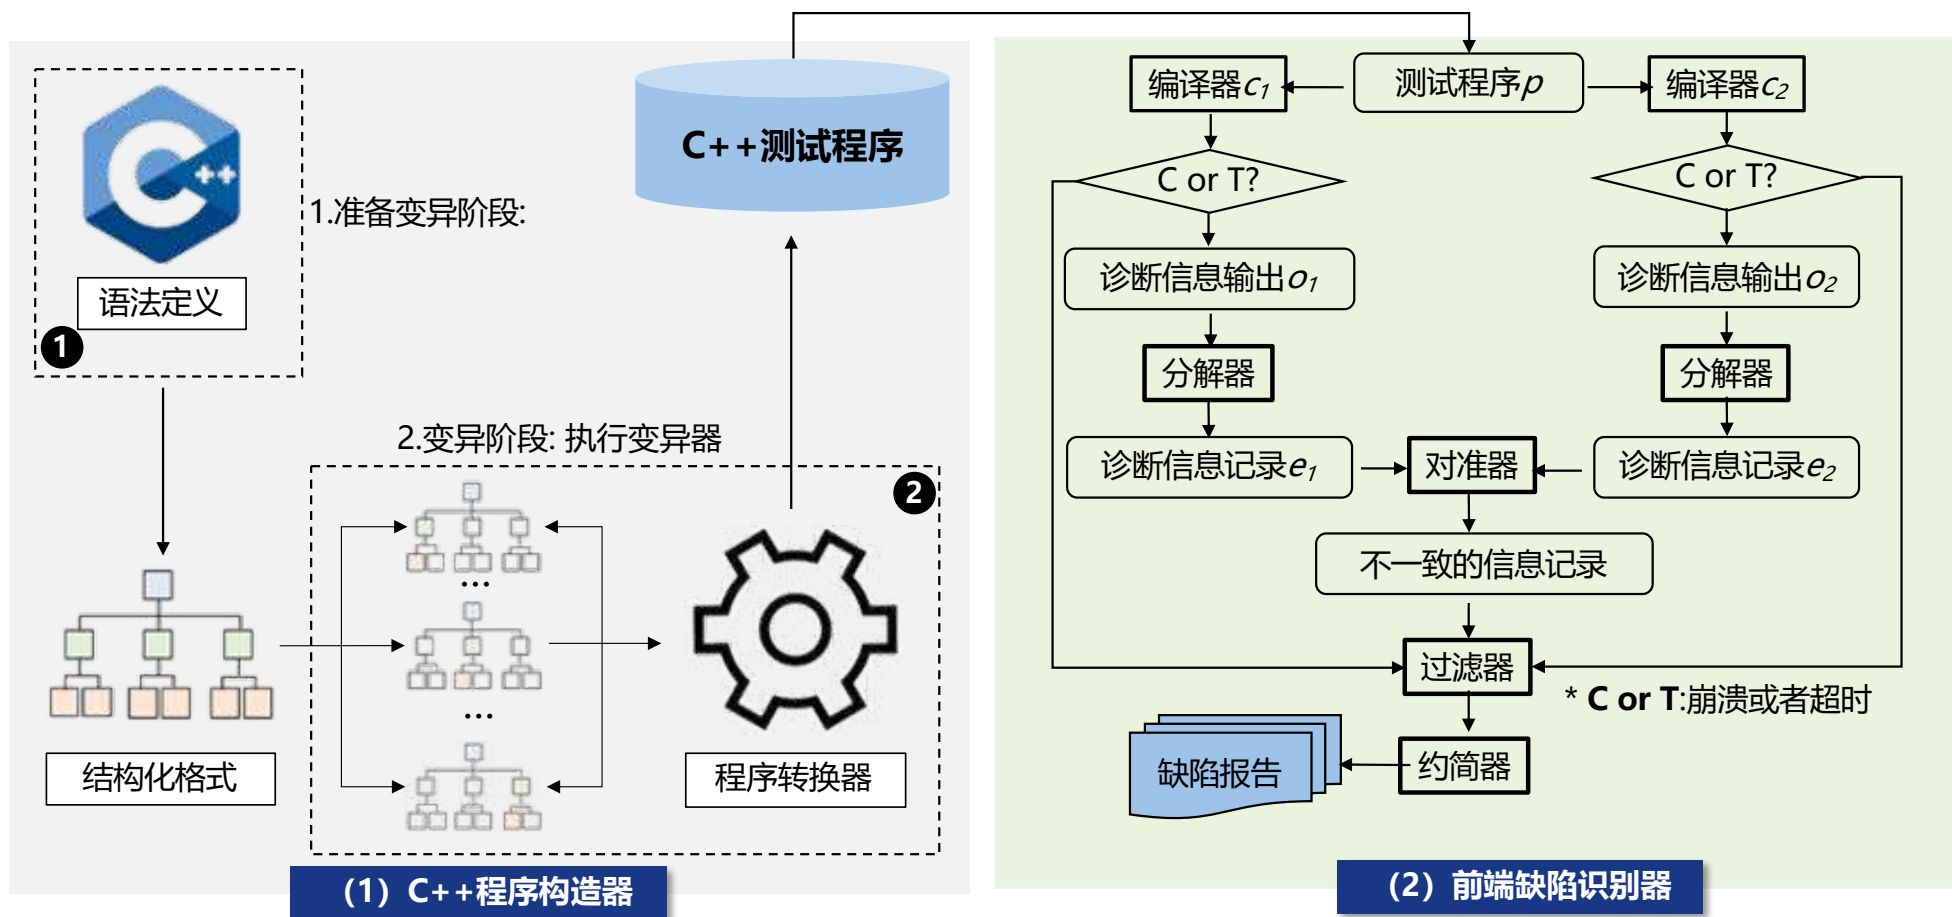 C++
语法定义
1
1.准备变异阶段:
C++测试程序
2.变异阶段: 执行变异器
2
...
...
结构化格式
程序转换器
(1) C++程序构造器
测试程序p
编译器c1
编译器c2
C or T?
C or T?
诊断信息输出o1
诊断信息输出o2
分解器
分解器
诊断信息记录e1
对准器
诊断信息记录e2
不一致的信息记录
过滤器
* C or T:崩溃或者超时
缺陷报告
约简器
(2) 前端缺陷识别器